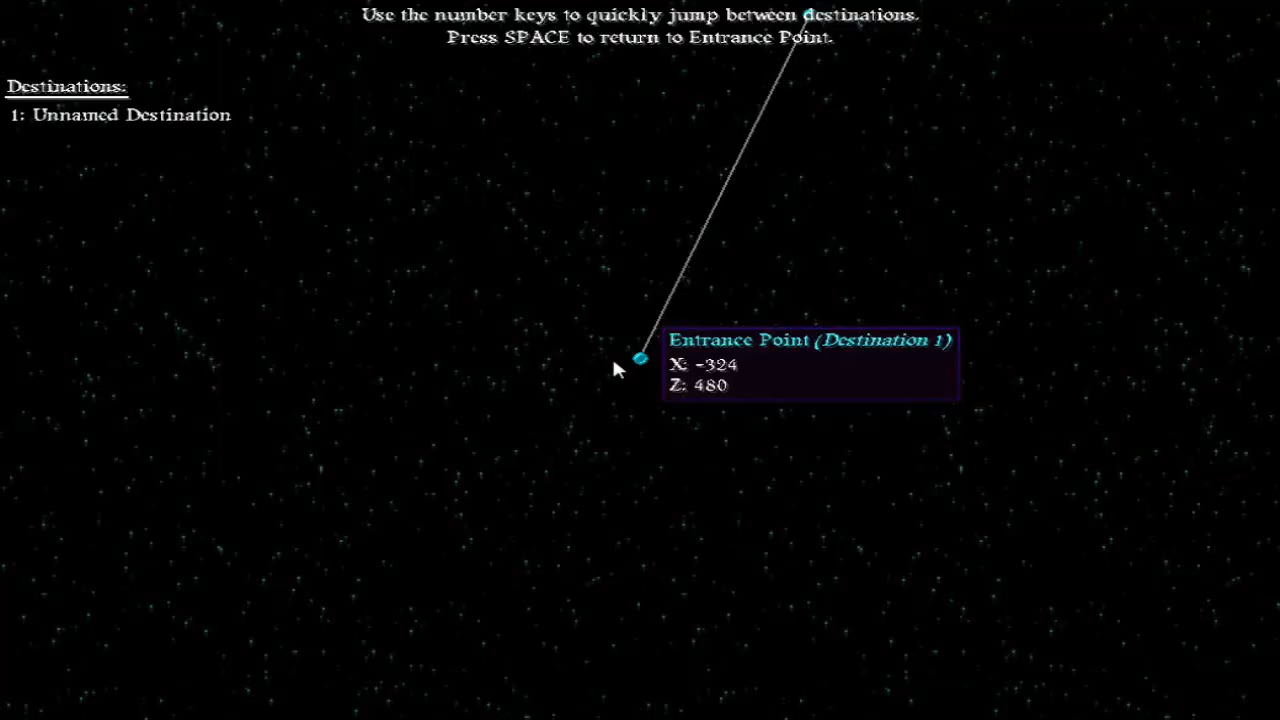 Use the number keys to quickly jump between destinations.
Press SPACE to return to Entrance Point.
Destinations:
1: Unnamed Destination
Entrance Point (Destination 1)
X: -324
Z: 480